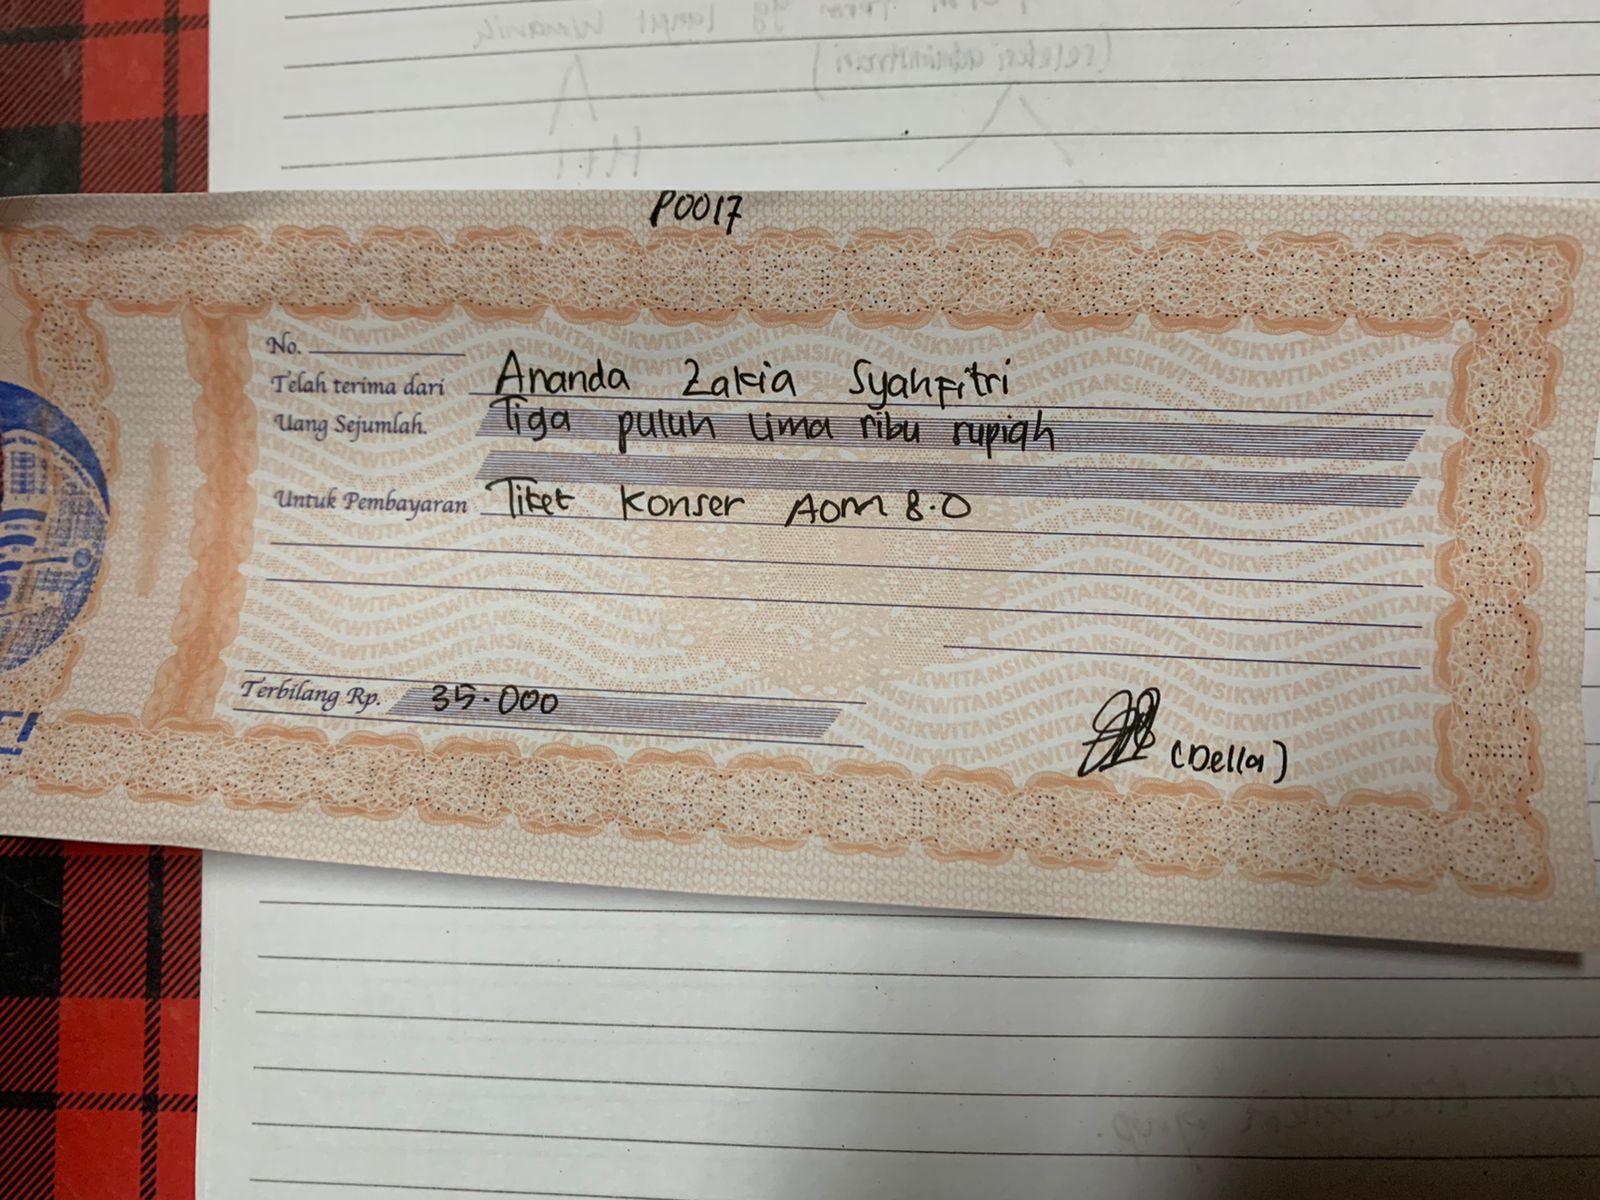 P0017
No.
Telah terima dari Ananda Zakia Syahfitri
Uang Sejumlah. Tiga puluh lima ribu rupiah
Untuk Pembayaran Tiket Konser AOM 8.0
Terbilang Rp. 35.000
(Della)